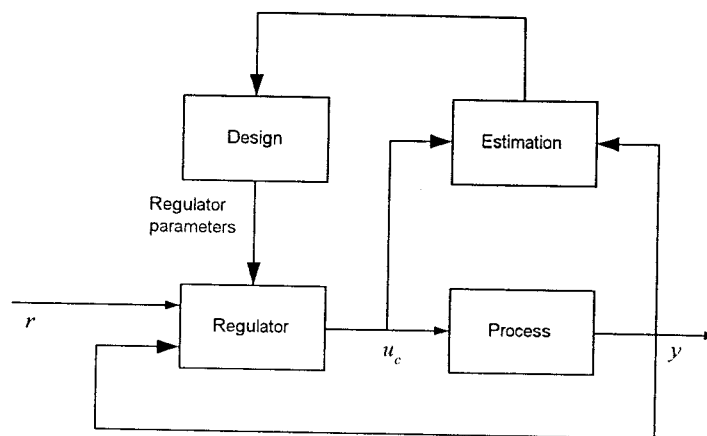 Design
Estimation
Regulator
parameters
r
Regulator
u_c
Process
y